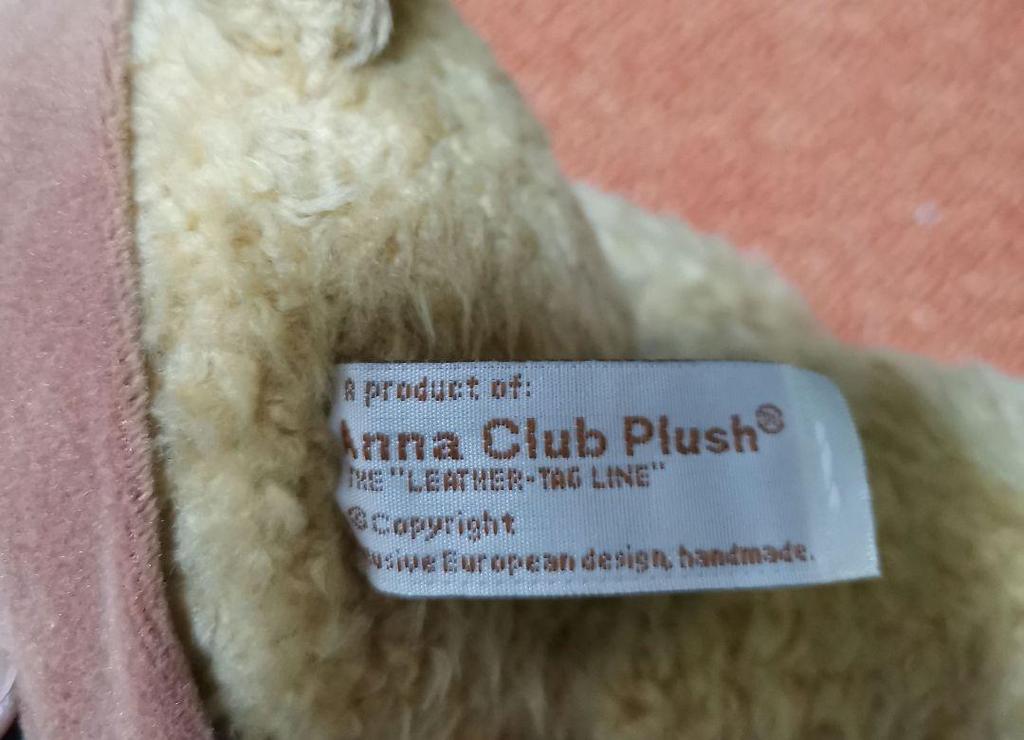 A product of:
Anna Club Plush®
THE "LEATHER-TAG LINE"
©Copyright
European design, handmade.